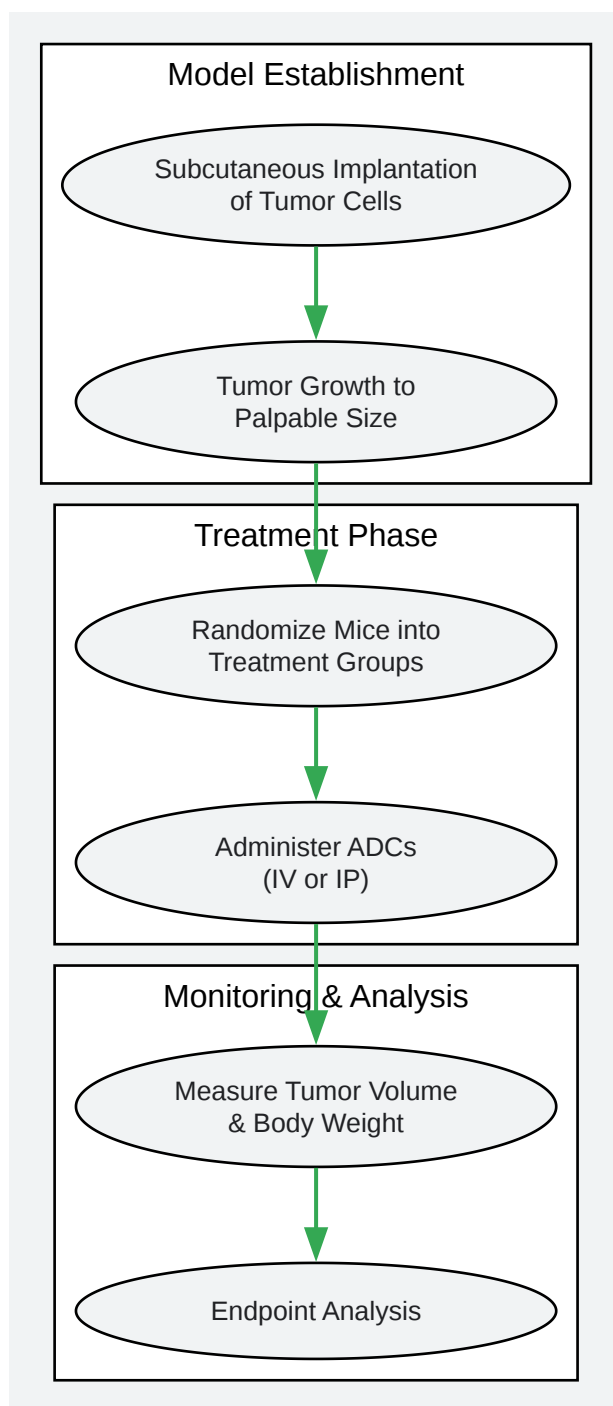 Model Establishment
Subcutaneous Implantation
of Tumor Cells
Tumor Growth to
Palpable Size
Treatment Phase
Randomize Mice into
Treatment Groups
Administer ADCs
(IV or IP)
Monitoring & Analysis
Measure Tumor Volume
& Body Weight
Endpoint Analysis